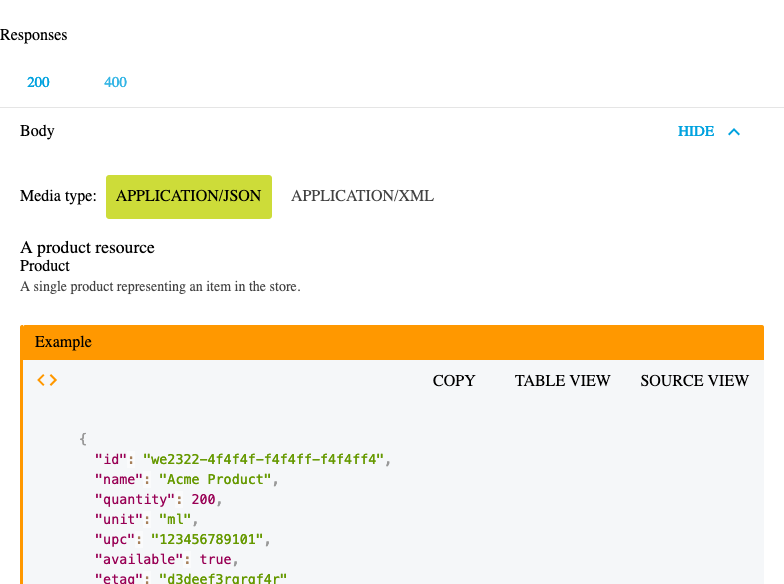 Responses
200 400
Body HIDE
Media type: APPLICATION/JSON APPLICATION/XML
A product resource
Product
A single product representing an item in the store.
Example
<> COPY TABLE VIEW SOURCE VIEW
{
"id": "we2322-4f4f4f-f4f4ff-f4f4ff4",
"name": "Acme Product",
"quantity": 200,
"unit": "ml",
"upc": "123456789101",
"available": true,
"etag": "d3deef3rgrgf4r"